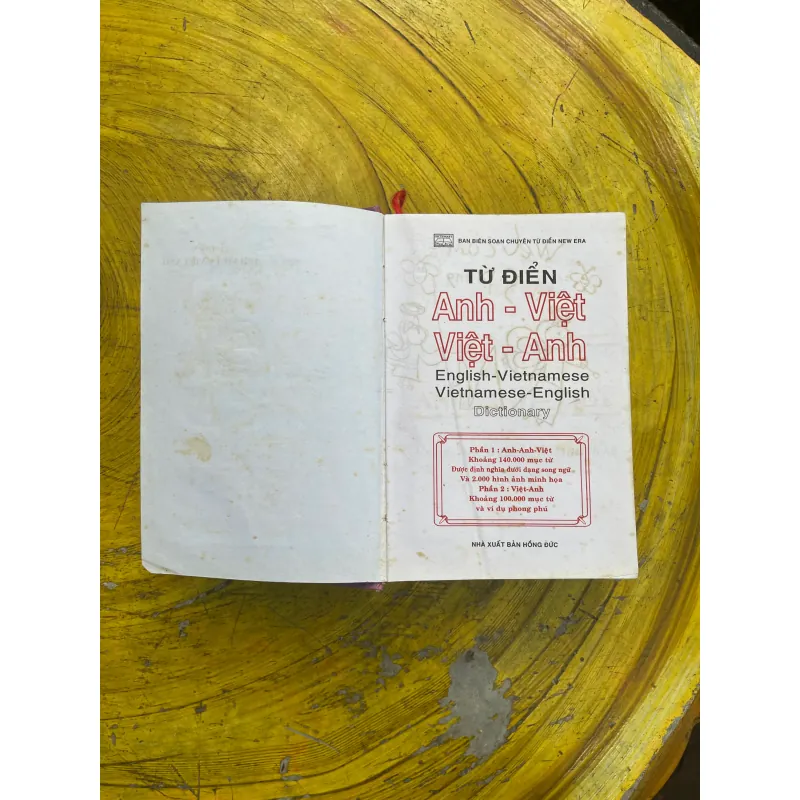 BAN BIÊN SOẠN CHUYÊN TỪ ĐIỂN NEW ERA
TỪ ĐIỂN
Anh - Việt
Việt - Anh
English-Vietnamese
Vietnamese-English
Dictionary
Phần 1 : Anh-Anh-Việt
Khoảng 140.000 mục từ
Được định nghĩa dưới dạng song ngữ
Và 2.000 hình ảnh minh họa
Phần 2 : Việt-Anh
Khoảng 100.000 mục từ
và ví dụ phong phú
NHÀ XUẤT BẢN HỒNG ĐỨC